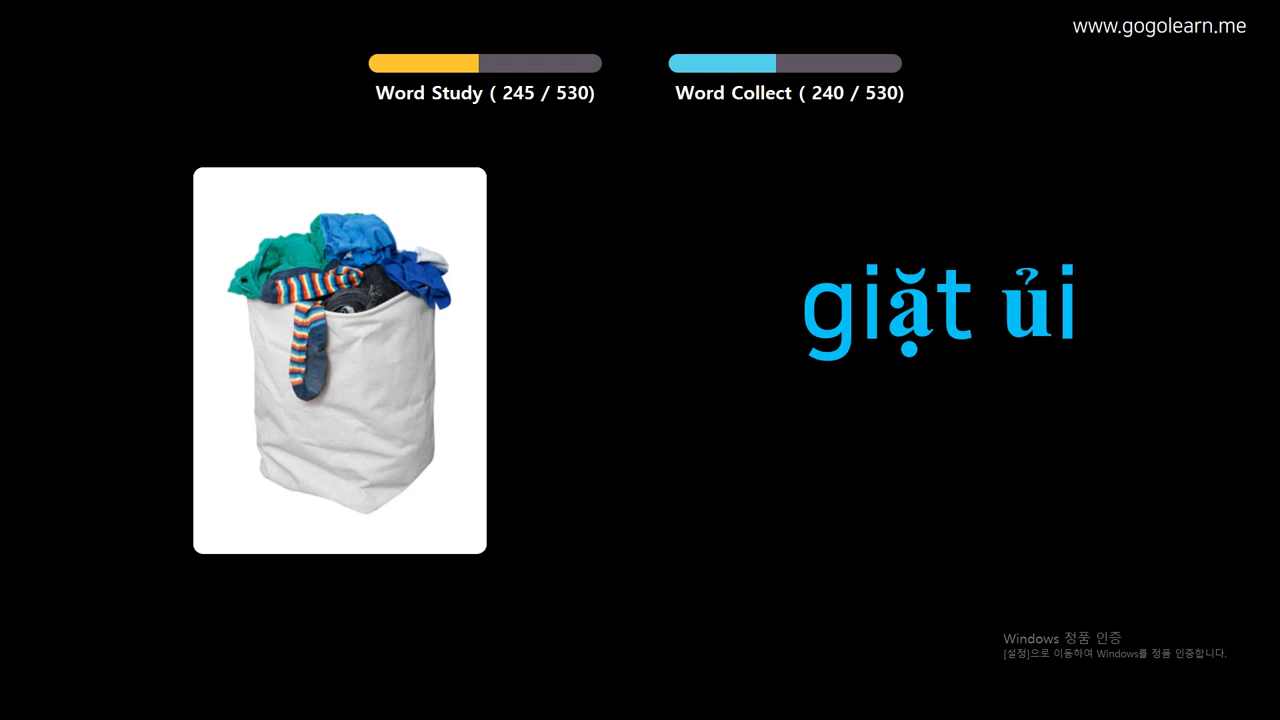 www.gogolearn.me
Word Study ( 245 / 530)
Word Collect ( 240 / 530)
giặt ủi
Windows 정품 인증
[설정]으로 이동하여 Windows를 정품 인증합니다.